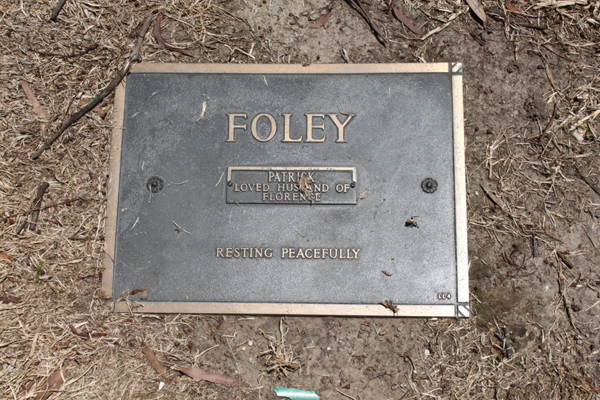 FOLEY
PATRICK
LOVED HUSBAND OF
FLORENCE
RESTING PEACEFULLY